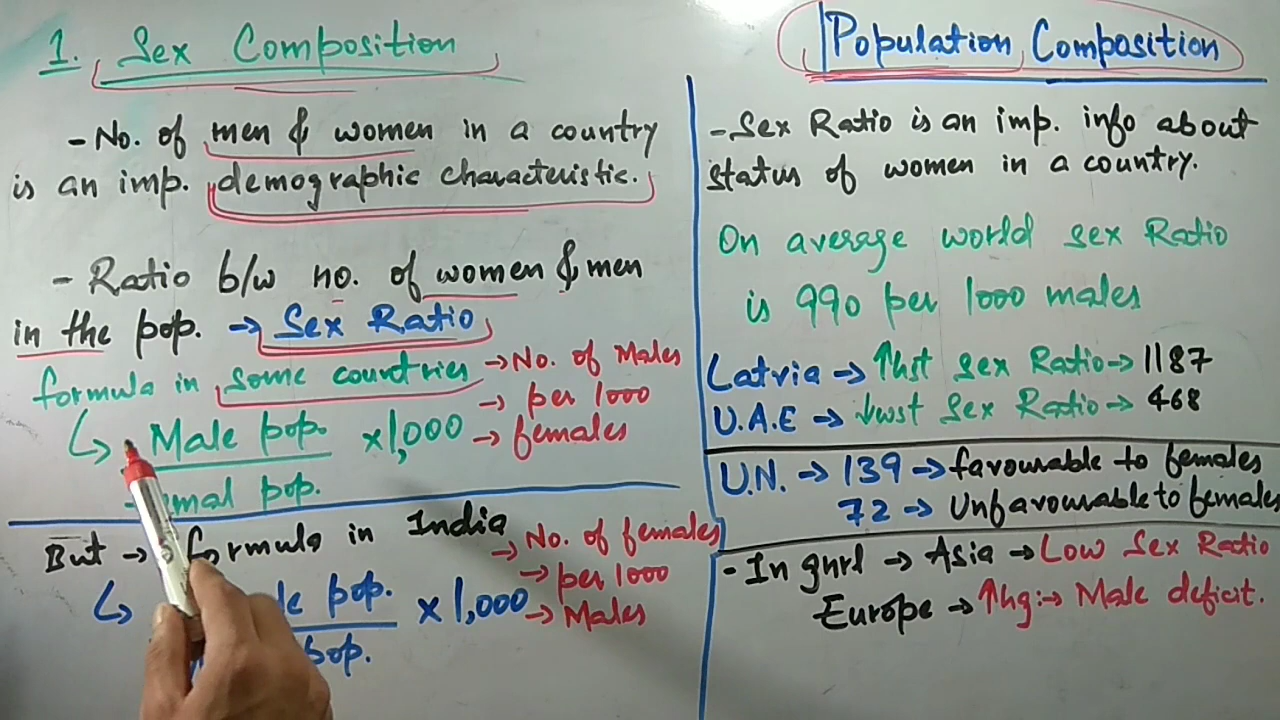 1. Sex Composition
- No. of men & women in a country
is an imp. demographic characteristic.
- Ratio b/w no. of women & men
in the pop. → Sex Ratio
formula in some countries → No. of Males
→ per 1000
↳ Male pop. x1,000 → females
pop.
But → formula in India → No. of females
→ per 1000
↳ pop. x 1,000 → Males
pop.
Population Composition
- Sex Ratio is an imp. info about
status of women in a country.
On average world sex Ratio
is 990 per 1000 males
Latvia → ↑hst sex Ratio → 1187
U.A.E → ↓wst Sex Ratio → 468
U.N. → 139 → favourable to females
72 → Unfavourable to females
- In gnrl → Asia → Low Sex Ratio
Europe → ↑hg :→ Male deficit.